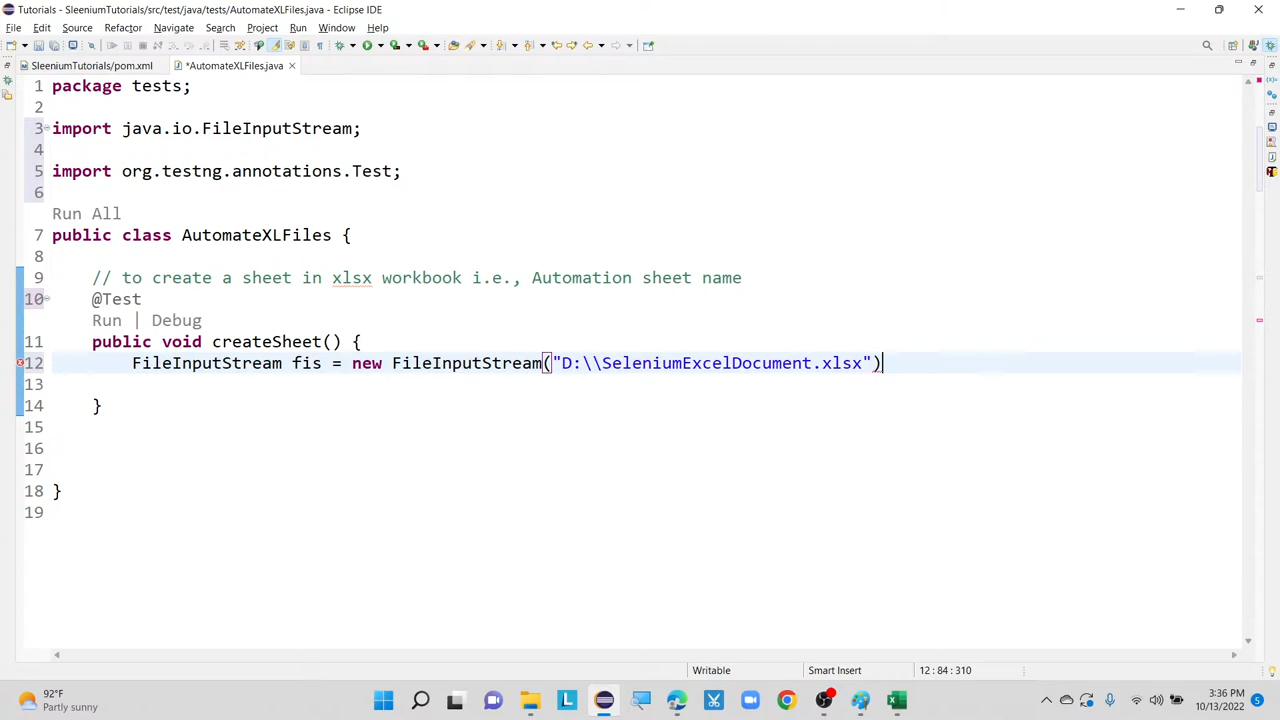 Tutorials - SleeniumTutorials/src/test/java/tests/AutomateXLFiles.java - Eclipse IDE
File Edit Source Refactor Navigate Search Project Run Window Help
SleeniumTutorials/pom.xml *AutomateXLFiles.java
1 package tests;
2
3 import java.io.FileInputStream;
4
5 import org.testng.annotations.Test;
6
Run All
7 public class AutomateXLFiles {
8
9 // to create a sheet in xlsx workbook i.e., Automation sheet name
10 @Test
Run | Debug
11 public void createSheet() {
12 FileInputStream fis = new FileInputStream("D:\\SeleniumExcelDocument.xlsx")
13
14 }
15
16
17
18 }
19
Writable Smart Insert 12 : 84 : 310
92°F
Partly sunny
3:36 PM
10/13/2022 5